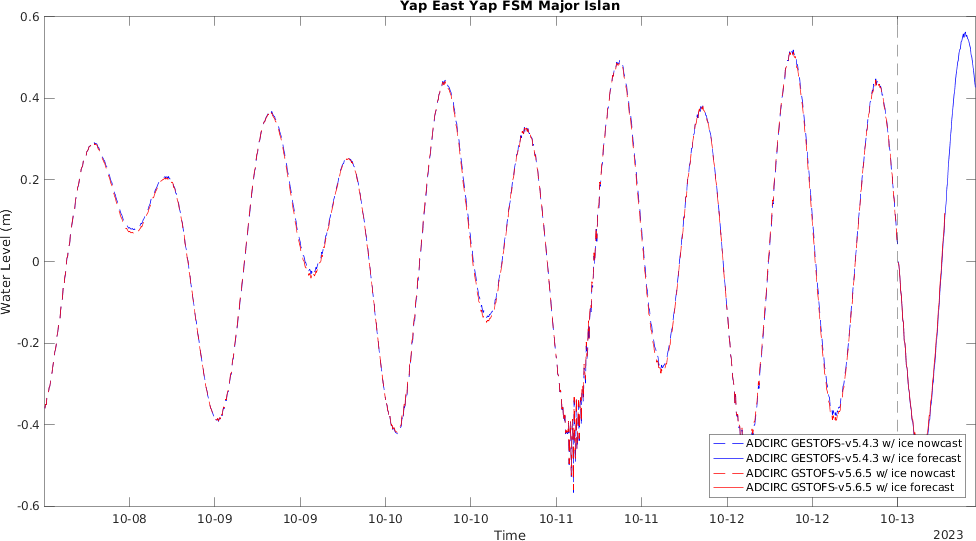 Yap East Yap FSM Major Islan
Water Level (m)
0.6
0.4
0.2
0
-0.2
-0.4
-0.6
ADCIRC GESTOFS-v5.4.3 w/ ice nowcast
ADCIRC GESTOFS-v5.4.3 w/ ice forecast
ADCIRC GSTOFS-v5.6.5 w/ ice nowcast
ADCIRC GSTOFS-v5.6.5 w/ ice forecast
10-08 10-09 10-09 10-10 10-10 10-11 10-11 10-12 10-12 10-13
Time
2023